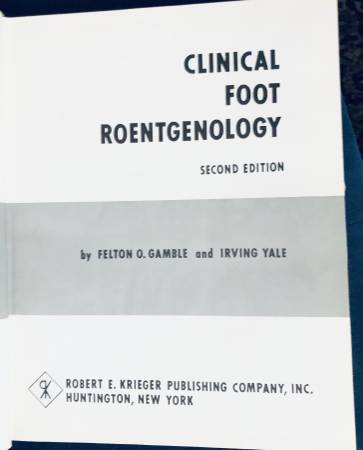 CLINICAL
FOOT
ROENTGENOLOGY
SECOND EDITION
by FELTON O. GAMBLE and IRVING YALE
ROBERT E. KRIEGER PUBLISHING COMPANY, INC.
HUNTINGTON, NEW YORK